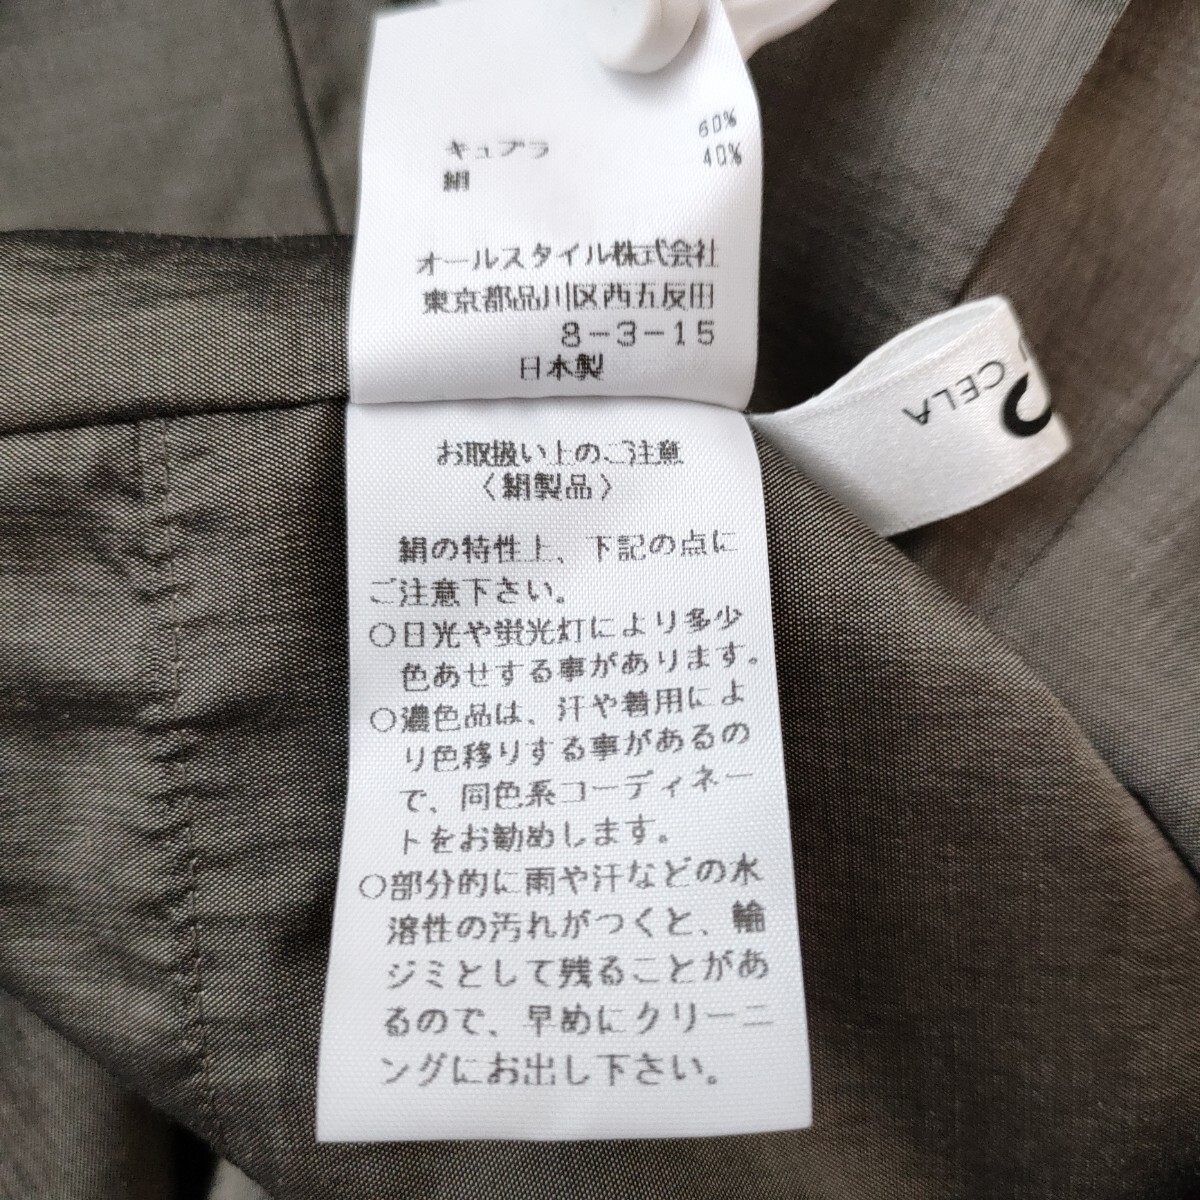 キュプラ 60%
絹 40%
オールスタイル株式会社
東京都品川区西五反田
8-3-15
日本製
お取扱い上のご注意
〈絹製品〉
絹の特性上、下記の点に
ご注意下さい。
○日光や蛍光灯により多少
色あせする事があります。
○濃色品は、汗や着用によ
り色移りする事があるの
で、同色系コーディネー
トをお勧めします。
○部分的に雨や汗などの水
溶性の汚れがつくと、輪
ジミとして残ることがあ
るので、早めにクリーニ
ングにお出し下さい。
CELA